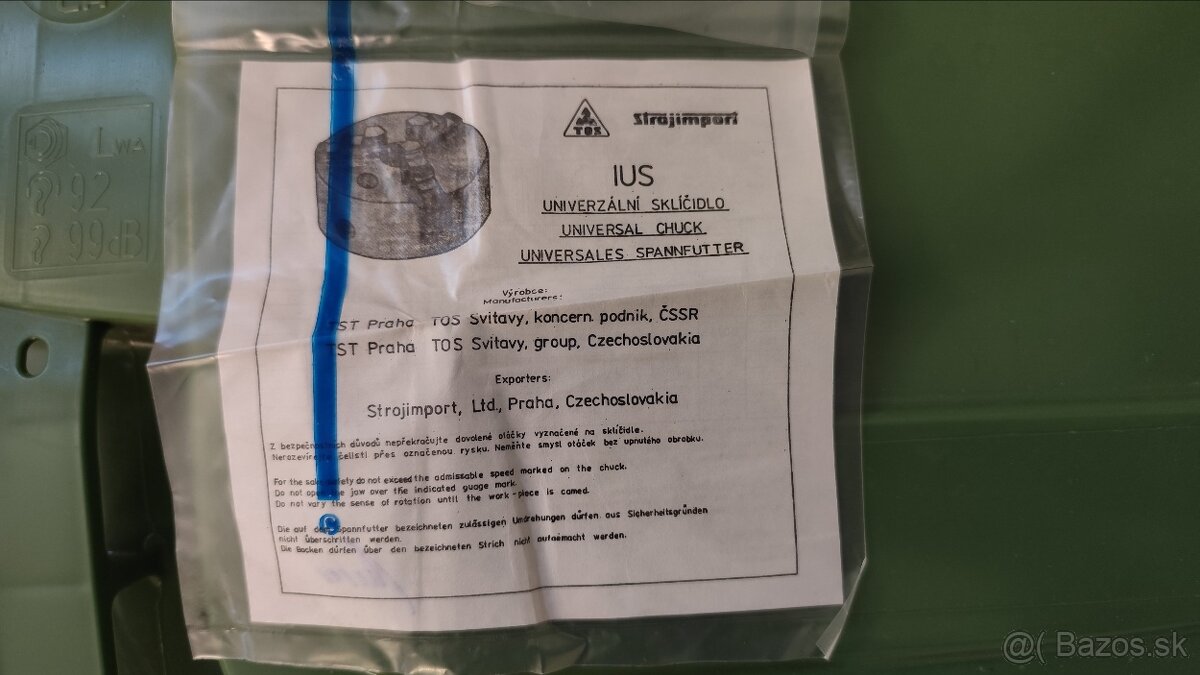 LWA
92
99dB
TOS
Strojimport
IUS
UNIVERZÁLNÍ SKLÍČIDLO
UNIVERSAL CHUCK
UNIVERSALES SPANNFUTTER
Výrobce:
Manufacturers:
TST Praha TOS Svitavy, koncern. podnik, ČSSR
TST Praha TOS Svitavy, group, Czechoslovakia
Exporters:
Strojimport, Ltd., Praha, Czechoslovakia
Z bezpečnostních důvodů nepřekračujte dovolené otáčky vyznačené na sklíčidle.
Nerozevírejte čelisti přes označenou rysku. Neměňte smysl otáček bez upnutého obrobku.
For the sake safety do not exceed the admissable speed marked on the chuck.
Do not open the jaw over the indicated guage mark.
Do not vary the sense of rotation until the work-piece is camed.
Die auf dem Spannfutter bezeichneten zulässigen Umdrehungen dürfen aus Sicherheitsgründen
nicht überschritten werden.
Die Backen dürfen über den bezeichneten Strich nicht aufgemacht werden.
@( Bazos.sk